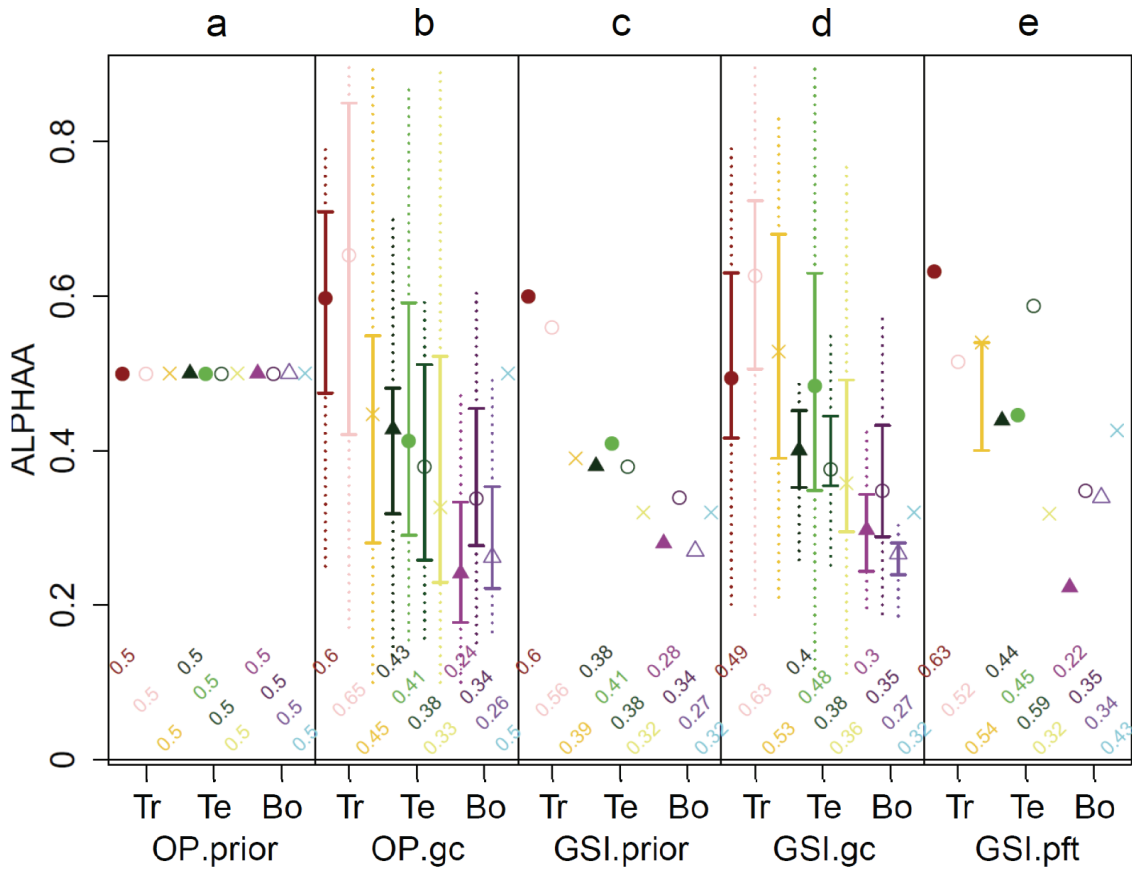 a b c d e
ALPHAA
0.8
0.6
0.4
0.2
0
0.5 0.5 0.5 0.5 0.5 0.5 0.5 0.5 0.5 0.5
0.6 0.65 0.45 0.43 0.41 0.38 0.33 0.24 0.34 0.26 0.5
0.6 0.56 0.39 0.38 0.41 0.38 0.32 0.28 0.34 0.27 0.32
0.49 0.63 0.53 0.4 0.48 0.38 0.36 0.3 0.35 0.27 0.32
0.63 0.52 0.54 0.44 0.45 0.59 0.32 0.22 0.35 0.34 0.43
Tr Te Bo Tr Te Bo Tr Te Bo Tr Te Bo Tr Te Bo
OP.prior OP.gc GSI.prior GSI.gc GSI.pft